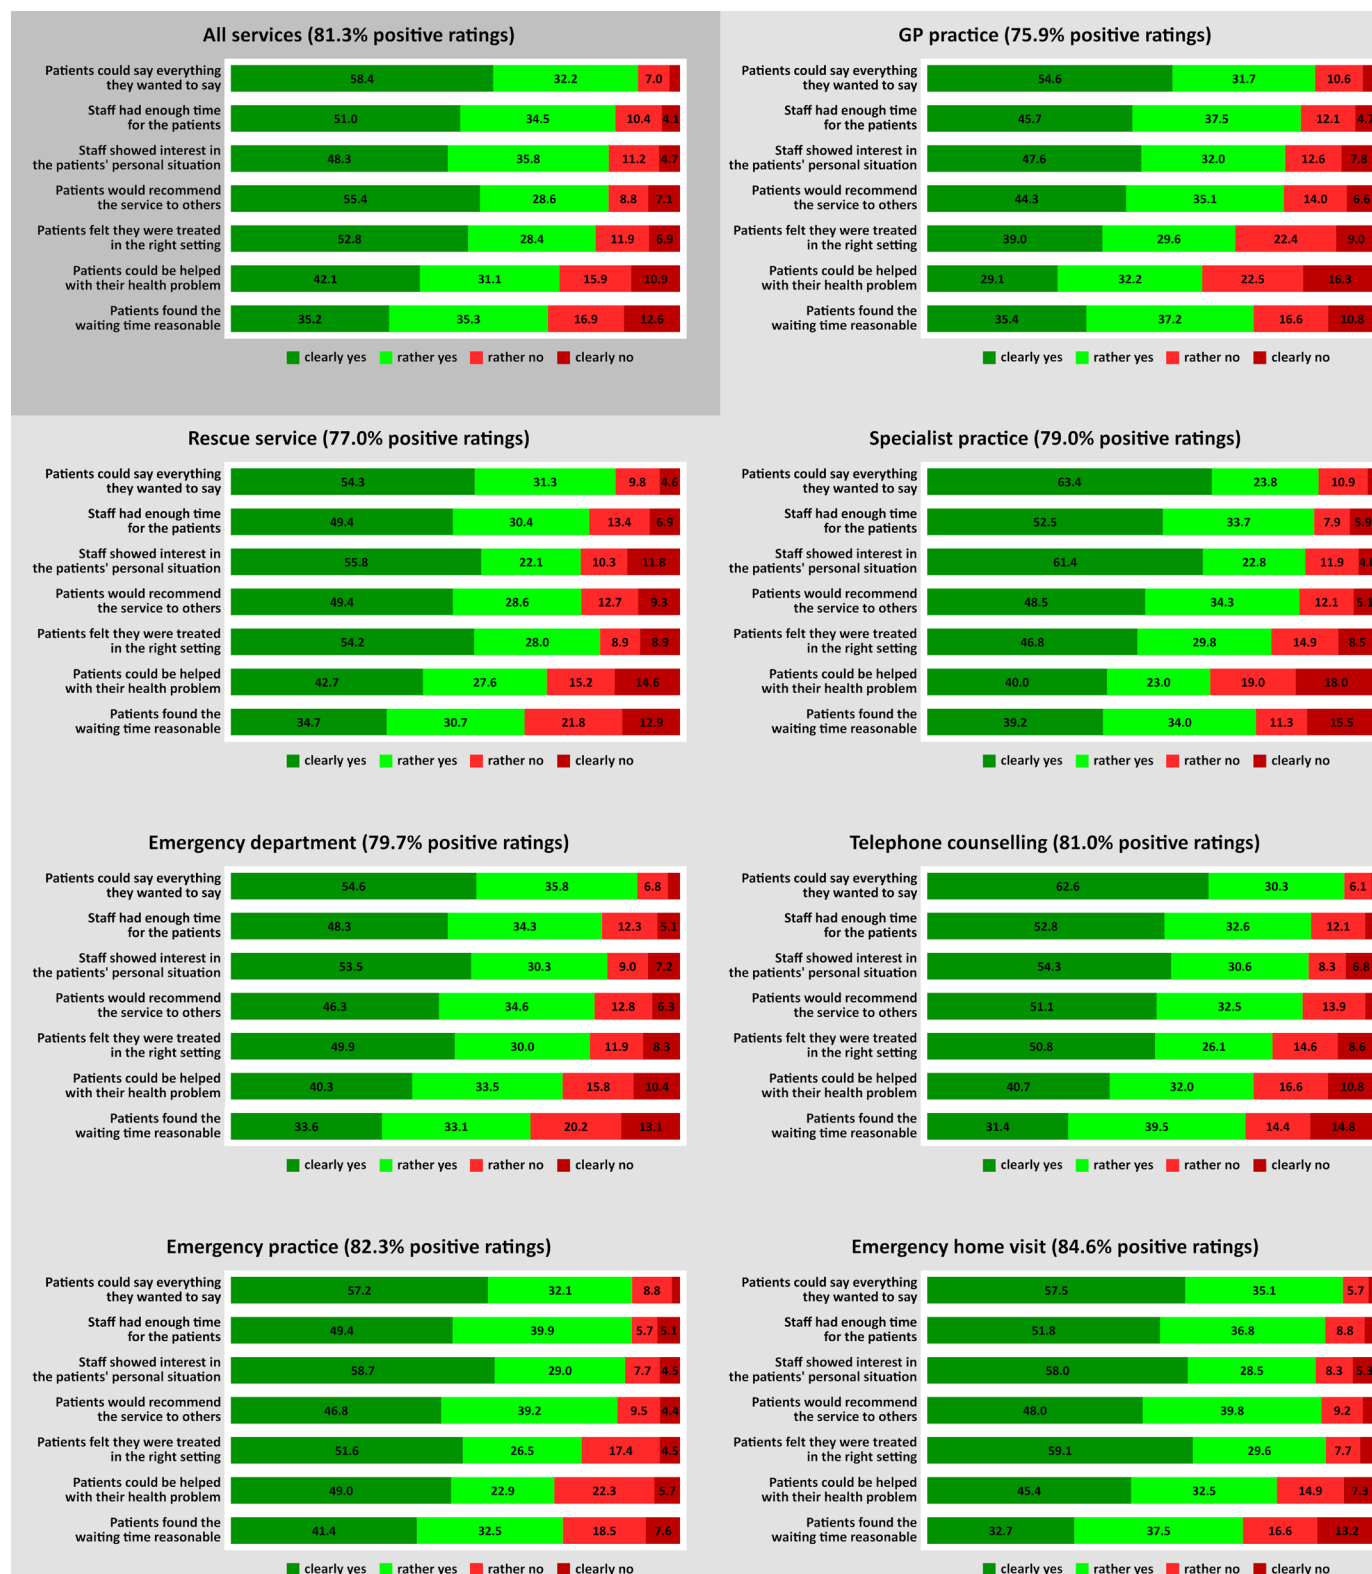 All services (81.3% positive ratings)
Patients could say everything
they wanted to say
58.4 32.2 7.0
Staff had enough time
for the patients
51.0 34.5 10.4 4.1
Staff showed interest in
the patients' personal situation
48.3 35.8 11.2 4.7
Patients would recommend
the service to others
55.4 28.6 8.8 7.1
Patients felt they were treated
in the right setting
52.8 28.4 11.9 6.9
Patients could be helped
with their health problem
42.1 31.1 15.9 10.9
Patients found the
waiting time reasonable
35.2 35.3 16.9 12.6
clearly yes rather yes rather no clearly no
GP practice (75.9% positive ratings)
Patients could say everything
they wanted to say
54.6 31.7 10.6
Staff had enough time
for the patients
45.7 37.5 12.1 4.7
Staff showed interest in
the patients' personal situation
47.6 32.0 12.6 7.8
Patients would recommend
the service to others
44.3 35.1 14.0 6.6
Patients felt they were treated
in the right setting
39.0 29.6 22.4 9.0
Patients could be helped
with their health problem
29.1 32.2 22.5 16.3
Patients found the
waiting time reasonable
35.4 37.2 16.6 10.8
clearly yes rather yes rather no clearly no
Rescue service (77.0% positive ratings)
Patients could say everything
they wanted to say
54.3 31.3 9.8 4.6
Staff had enough time
for the patients
49.4 30.4 13.4 6.9
Staff showed interest in
the patients' personal situation
55.8 22.1 10.3 11.8
Patients would recommend
the service to others
49.4 28.6 12.7 9.3
Patients felt they were treated
in the right setting
54.2 28.0 8.9 8.9
Patients could be helped
with their health problem
42.7 27.6 15.2 14.6
Patients found the
waiting time reasonable
34.7 30.7 21.8 12.9
clearly yes rather yes rather no clearly no
Specialist practice (79.0% positive ratings)
Patients could say everything
they wanted to say
63.4 23.8 10.9
Staff had enough time
for the patients
52.5 33.7 7.9 5.9
Staff showed interest in
the patients' personal situation
61.4 22.8 11.9
Patients would recommend
the service to others
48.5 34.3 12.1 5.1
Patients felt they were treated
in the right setting
46.8 29.8 14.9 8.5
Patients could be helped
with their health problem
40.0 23.0 19.0 18.0
Patients found the
waiting time reasonable
39.2 34.0 11.3 15.5
clearly yes rather yes rather no clearly no
Emergency department (79.7% positive ratings)
Patients could say everything
they wanted to say
54.6 35.8 6.8
Staff had enough time
for the patients
48.3 34.3 12.3 5.1
Staff showed interest in
the patients' personal situation
53.5 30.3 9.0 7.2
Patients would recommend
the service to others
46.3 34.6 12.8 6.3
Patients felt they were treated
in the right setting
49.9 30.0 11.9 8.3
Patients could be helped
with their health problem
40.3 33.5 15.8 10.4
Patients found the
waiting time reasonable
33.6 33.1 20.2 13.1
clearly yes rather yes rather no clearly no
Telephone counselling (81.0% positive ratings)
Patients could say everything
they wanted to say
62.6 30.3 6.1
Staff had enough time
for the patients
52.8 32.6 12.1
Staff showed interest in
the patients' personal situation
54.3 30.6 8.3 6.8
Patients would recommend
the service to others
51.1 32.5 13.9
Patients felt they were treated
in the right setting
50.8 26.1 14.6 8.6
Patients could be helped
with their health problem
40.7 32.0 16.6 10.8
Patients found the
waiting time reasonable
31.4 39.5 14.4 14.8
clearly yes rather yes rather no clearly no
Emergency practice (82.3% positive ratings)
Patients could say everything
they wanted to say
57.2 32.1 8.8
Staff had enough time
for the patients
49.4 39.9 5.7 5.1
Staff showed interest in
the patients' personal situation
58.7 29.0 7.7 4.5
Patients would recommend
the service to others
46.8 39.2 9.5 4.4
Patients felt they were treated
in the right setting
51.6 26.5 17.4 4.5
Patients could be helped
with their health problem
49.0 22.9 22.3 5.7
Patients found the
waiting time reasonable
41.4 32.5 18.5 7.6
clearly yes rather yes rather no clearly no
Emergency home visit (84.6% positive ratings)
Patients could say everything
they wanted to say
57.5 35.1 5.7
Staff had enough time
for the patients
51.8 36.8 8.8
Staff showed interest in
the patients' personal situation
58.0 28.5 8.3 5.3
Patients would recommend
the service to others
48.0 39.8 9.2
Patients felt they were treated
in the right setting
59.1 29.6 7.7
Patients could be helped
with their health problem
45.4 32.5 14.9 7.3
Patients found the
waiting time reasonable
32.7 37.5 16.6 13.2
clearly yes rather yes rather no clearly no